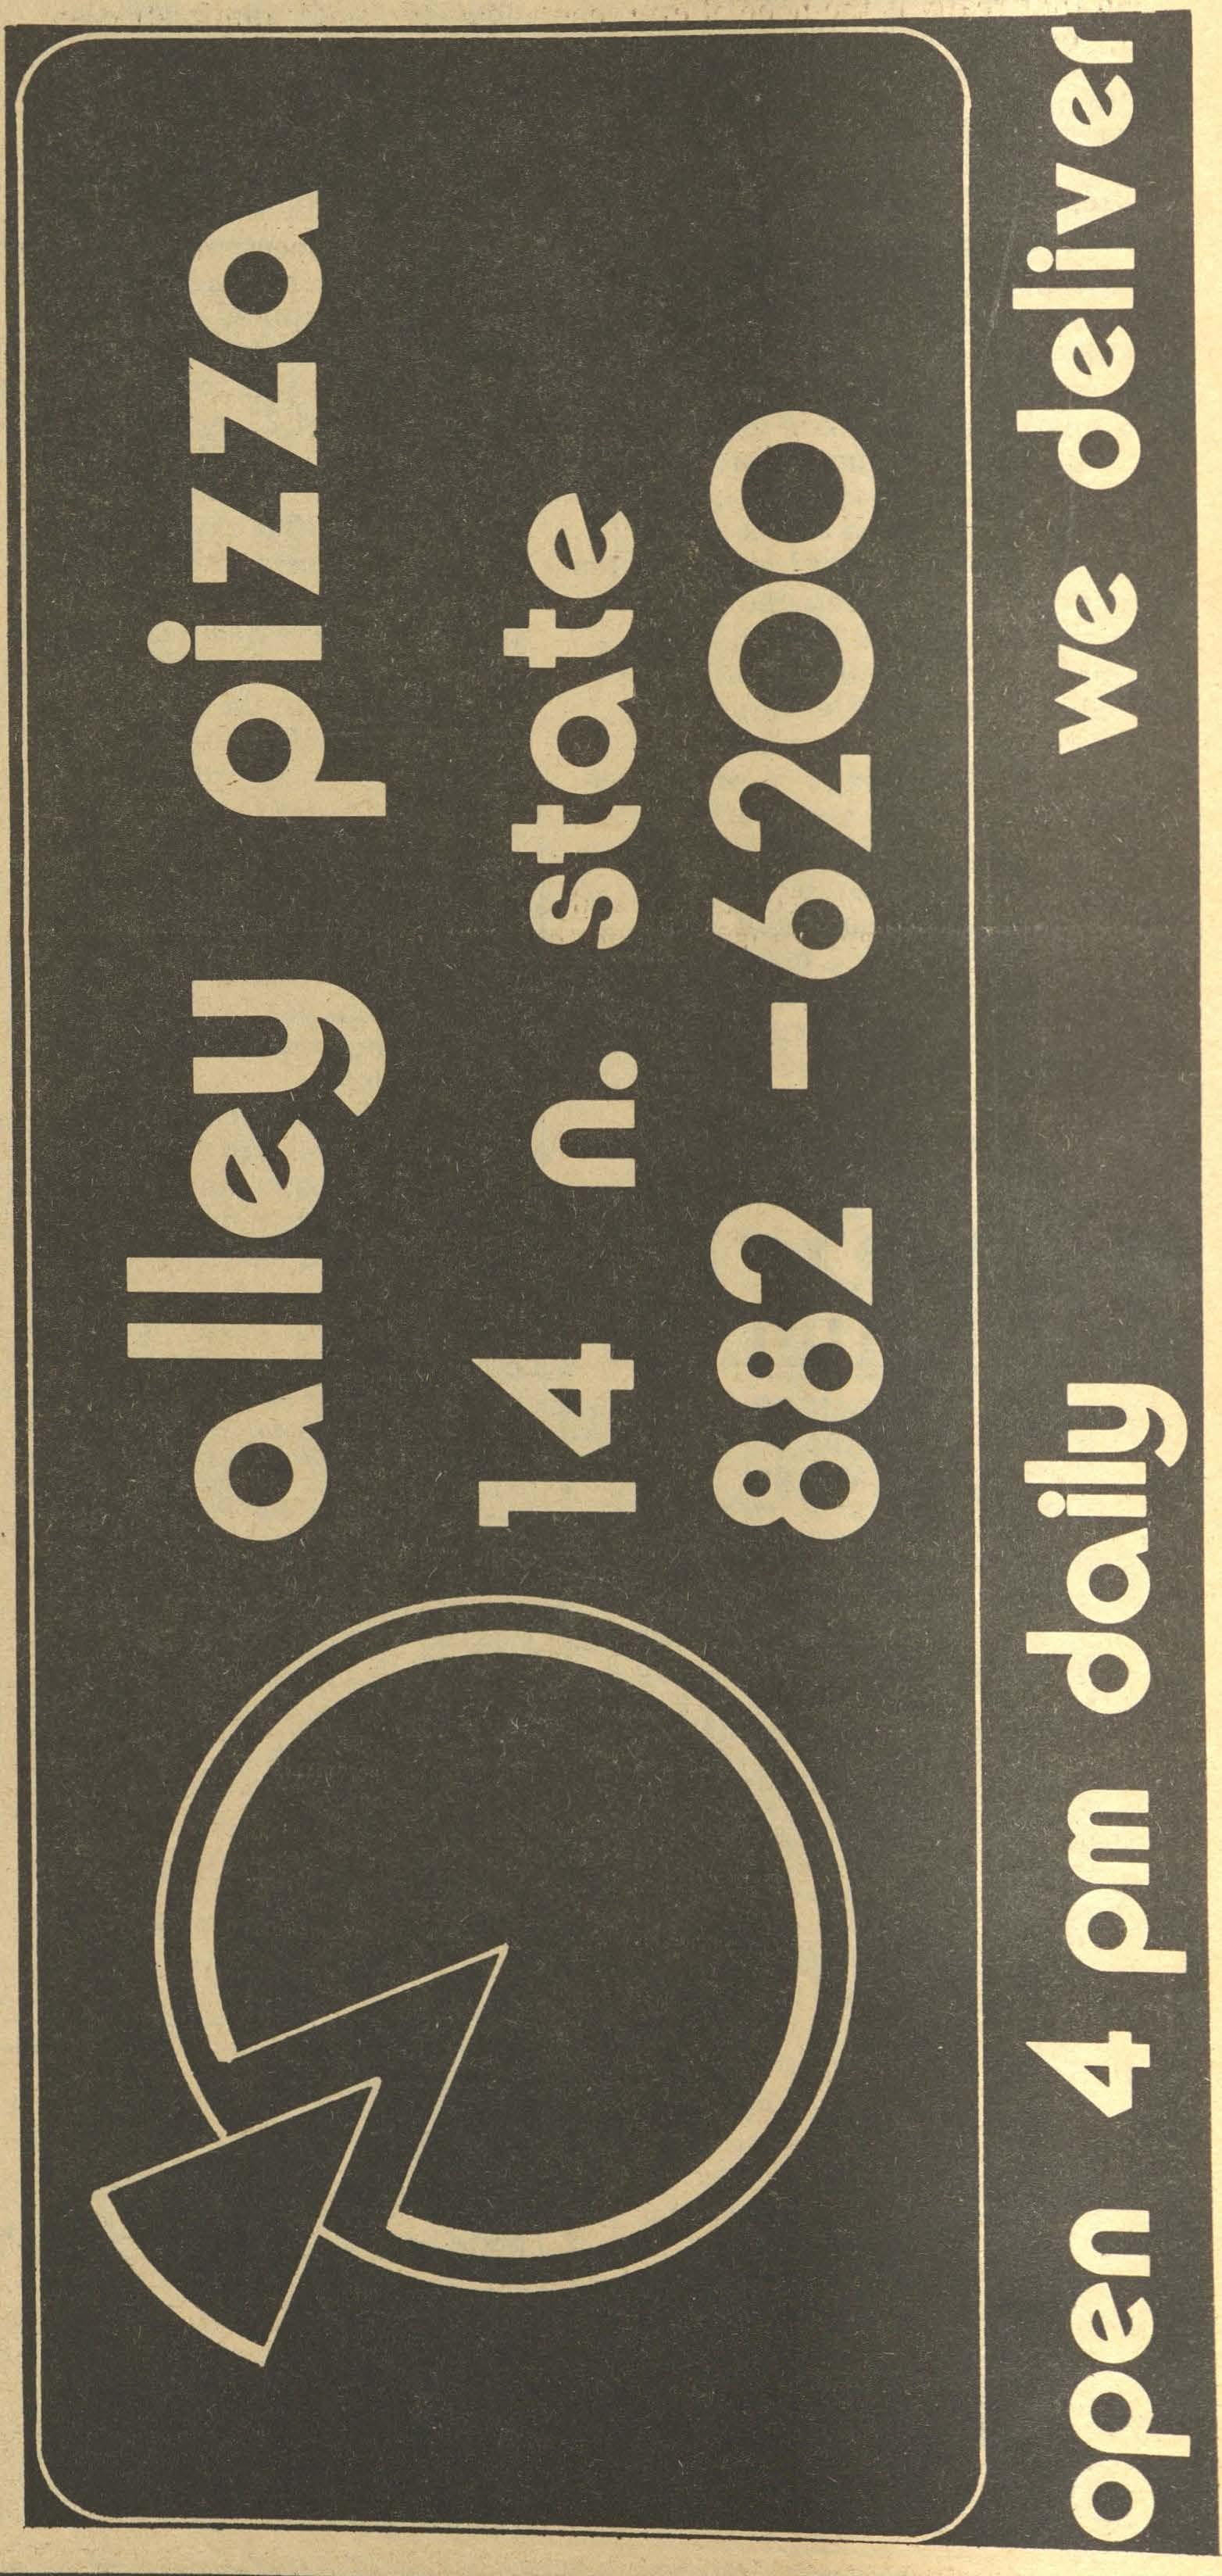 alley pizza
14 n. state
882-6200
open 4 pm daily we deliver